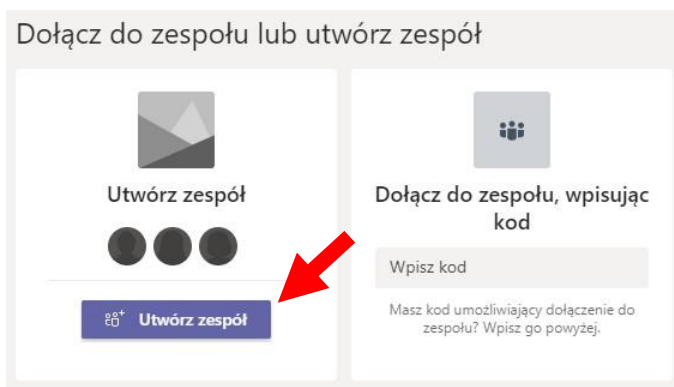 Dołącz do zespołu lub utwórz zespół
Utwórz zespół
Utwórz zespół
Dołącz do zespołu, wpisując
kod
Wpisz kod
Masz kod umożliwiający dołączenie do
zespołu? Wpisz go powyżej.